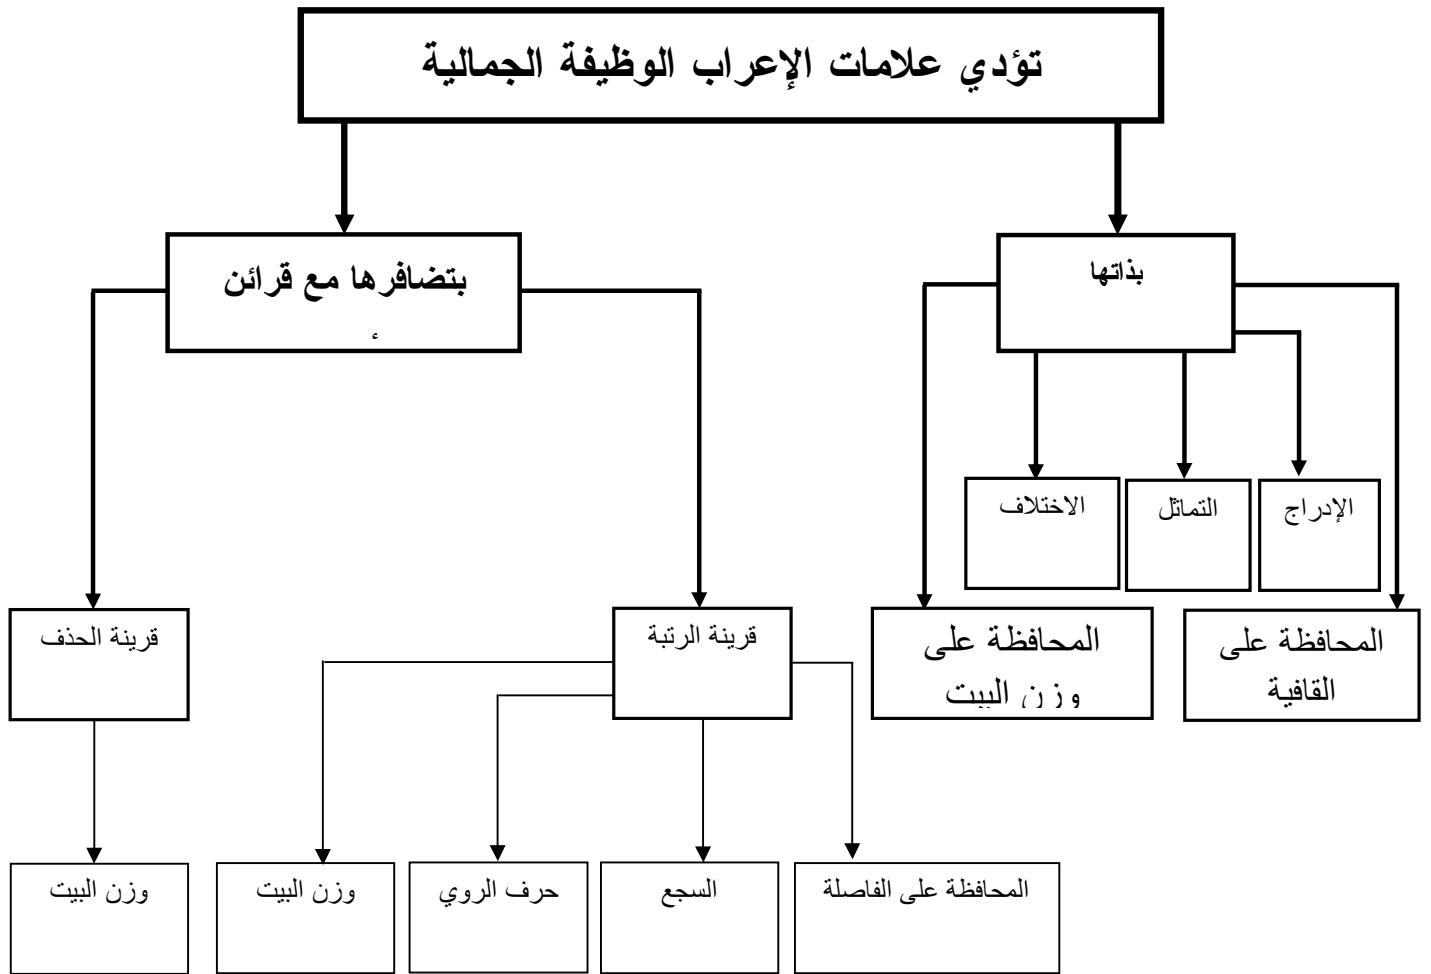 تؤدي علامات الإعراب الوظيفة الجمالية
بذاتها
بتضافرها مع قرائن
الإدراج
التماثل
الاختلاف
المحافظة على
القافية
المحافظة على
وزن البيت
قرينة الرتبة
قرينة الحذف
المحافظة على الفاصلة
السجع
حرف الروي
وزن البيت
وزن البيت